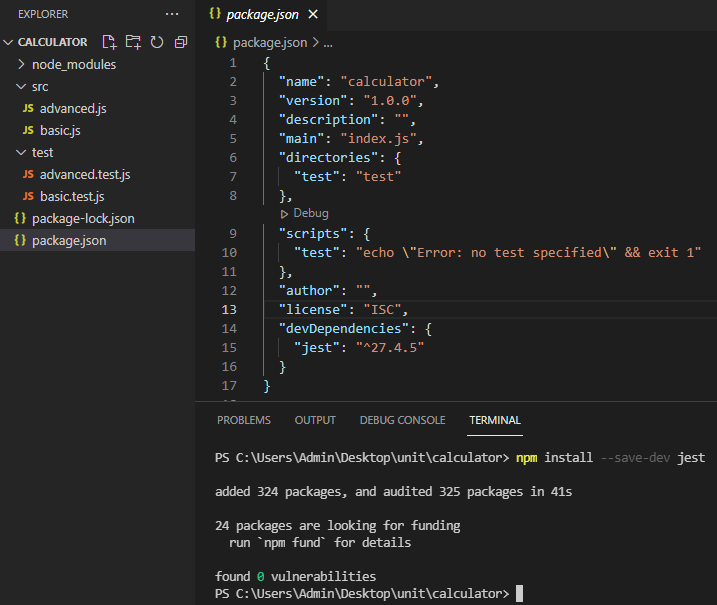 EXPLORER
CALCULATOR
node_modules
src
JS advanced.js
JS basic.js
test
JS advanced.test.js
JS basic.test.js
{} package-lock.json
{} package.json
{} package.json
{} package.json > ...
1 {
2 "name": "calculator",
3 "version": "1.0.0",
4 "description": "",
5 "main": "index.js",
6 "directories": {
7 "test": "test"
8 },
Debug
9 "scripts": {
10 "test": "echo \"Error: no test specified\" && exit 1"
11 },
12 "author": "",
13 "license": "ISC",
14 "devDependencies": {
15 "jest": "^27.4.5"
16 }
17 }
PROBLEMS OUTPUT DEBUG CONSOLE TERMINAL
PS C:\Users\Admin\Desktop\unit\calculator> npm install --save-dev jest
added 324 packages, and audited 325 packages in 41s
24 packages are looking for funding
run `npm fund` for details
found 0 vulnerabilities
PS C:\Users\Admin\Desktop\unit\calculator>